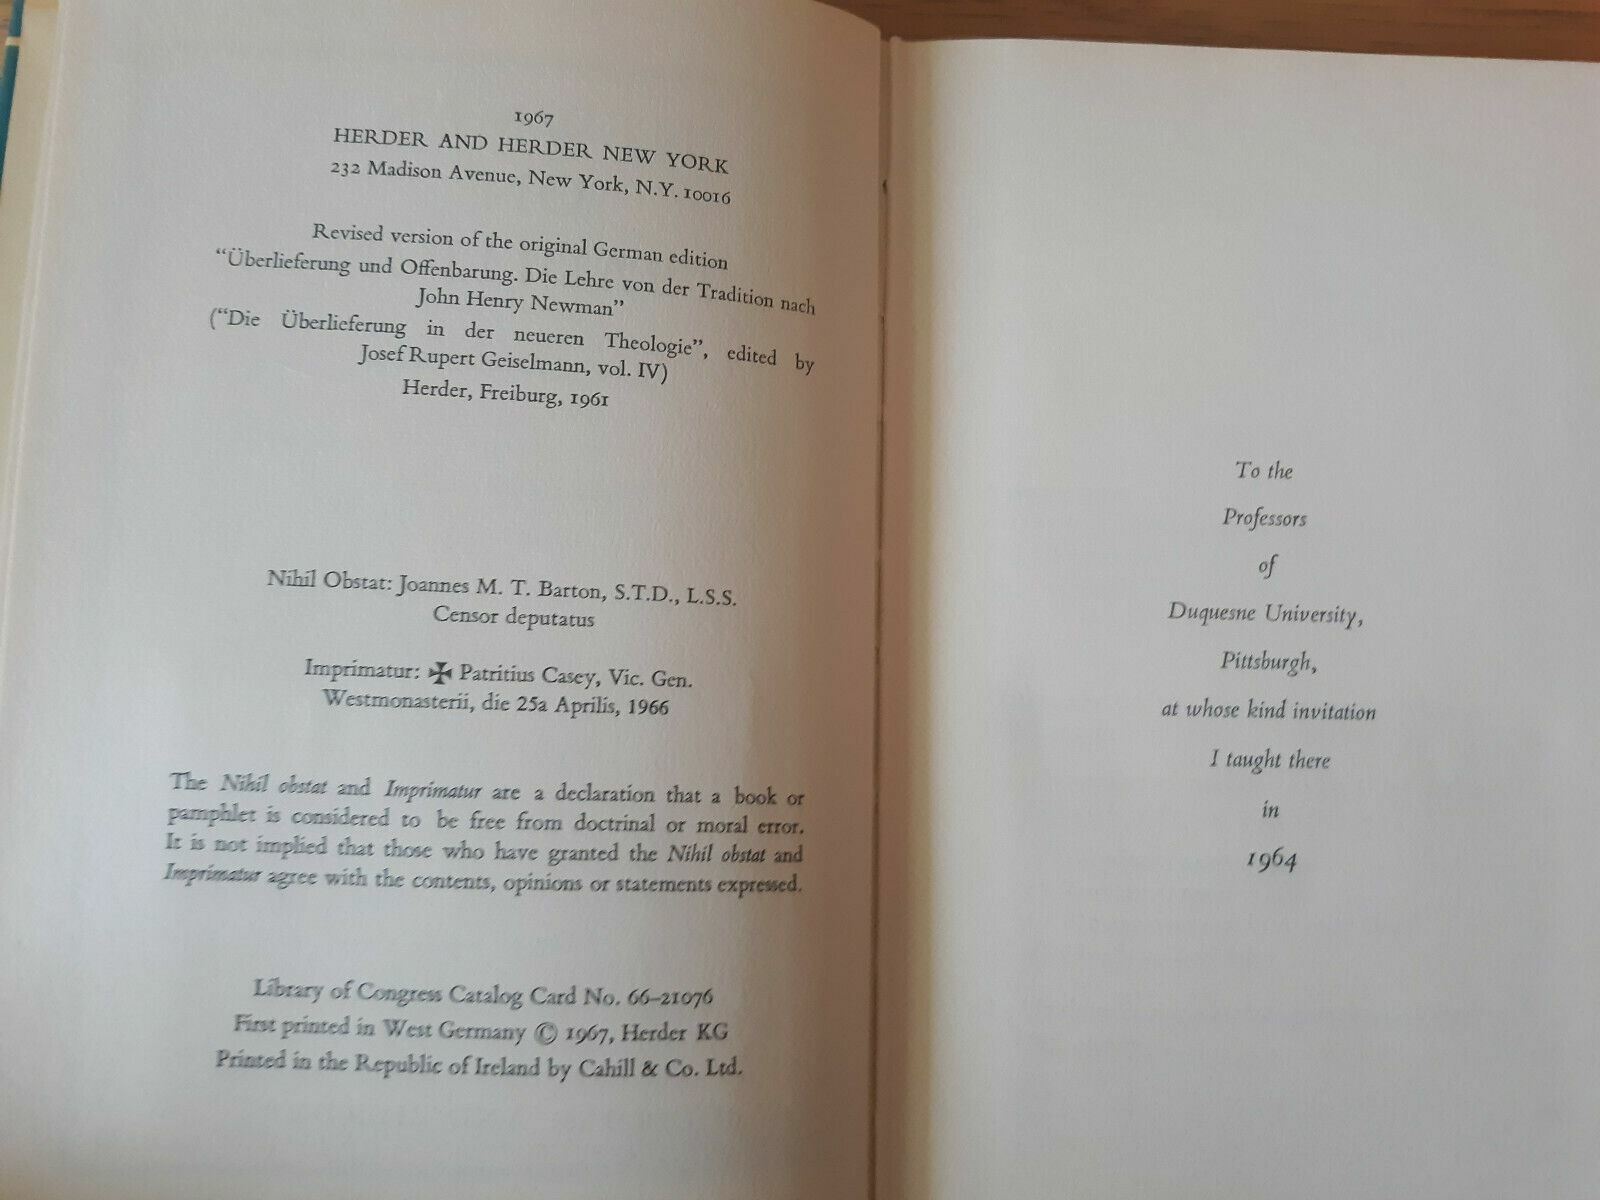 1967
HERDER AND HERDER NEW YORK
232 Madison Avenue, New York, N.Y. 10016
Revised version of the original German edition
“Überlieferung und Offenbarung. Die Lehre von der Tradition nach
John Henry Newman”
(“Die Überlieferung in der neueren Theologie”, edited by
Josef Rupert Geiselmann, vol. IV)
Herder, Freiburg, 1961
Nihil Obstat: Joannes M. T. Barton, S.T.D., L.S.S.
Censor deputatus
Imprimatur: ✠ Patritius Casey, Vic. Gen.
Westmonasterii, die 25a Aprilis, 1966
The Nihil obstat and Imprimatur are a declaration that a book or
pamphlet is considered to be free from doctrinal or moral error.
It is not implied that those who have granted the Nihil obstat and
Imprimatur agree with the contents, opinions or statements expressed.
Library of Congress Catalog Card No. 66–21076
First printed in West Germany © 1967, Herder KG
Printed in the Republic of Ireland by Cahill & Co. Ltd.
To the
Professors
of
Duquesne University,
Pittsburgh,
at whose kind invitation
I taught there
in
1964